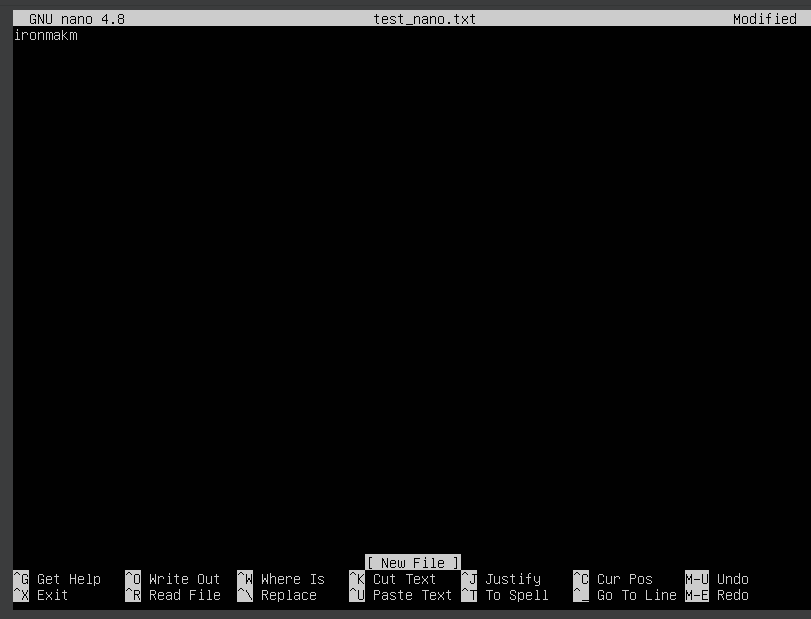 GNU nano 4.8 test_nano.txt Modified
ironmakm
[ New File ]
^G Get Help ^O Write Out ^W Where Is ^K Cut Text ^J Justify ^C Cur Pos M-U Undo
^X Exit ^R Read File ^\ Replace ^U Paste Text ^T To Spell ^_ Go To Line M-E Redo